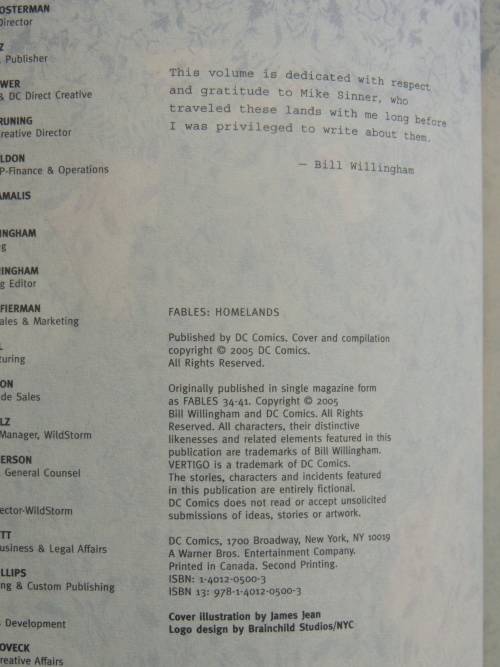 OSTERMAN
Director
Z
Publisher
WER
& DC Direct Creative
RUNING
reative Director
LDON
P-Finance & Operations
AMALIS
INGHAM
g
INGHAM
g Editor
FIERMAN
ales & Marketing
L
turing
ON
de Sales
LZ
Manager, WildStorm
ERSON
General Counsel
ector-WildStorm
TT
usiness & Legal Affairs
LLIPS
ng & Custom Publishing
s Development
OVECK
reative Affairs
This volume is dedicated with respect
and gratitude to Mike Sinner, who
traveled these lands with me long before
I was privileged to write about them.
— Bill Willingham
FABLES: HOMELANDS
Published by DC Comics. Cover and compilation
copyright © 2005 DC Comics.
All Rights Reserved.
Originally published in single magazine form
as FABLES 34-41. Copyright © 2005
Bill Willingham and DC Comics. All Rights
Reserved. All characters, their distinctive
likenesses and related elements featured in this
publication are trademarks of Bill Willingham.
VERTIGO is a trademark of DC Comics.
The stories, characters and incidents featured
in this publication are entirely fictional.
DC Comics does not read or accept unsolicited
submissions of ideas, stories or artwork.
DC Comics, 1700 Broadway, New York, NY 10019
A Warner Bros. Entertainment Company.
Printed in Canada. Second Printing.
ISBN: 1-4012-0500-3
ISBN 13: 978-1-4012-0500-3
Cover illustration by James Jean
Logo design by Brainchild Studios/NYC